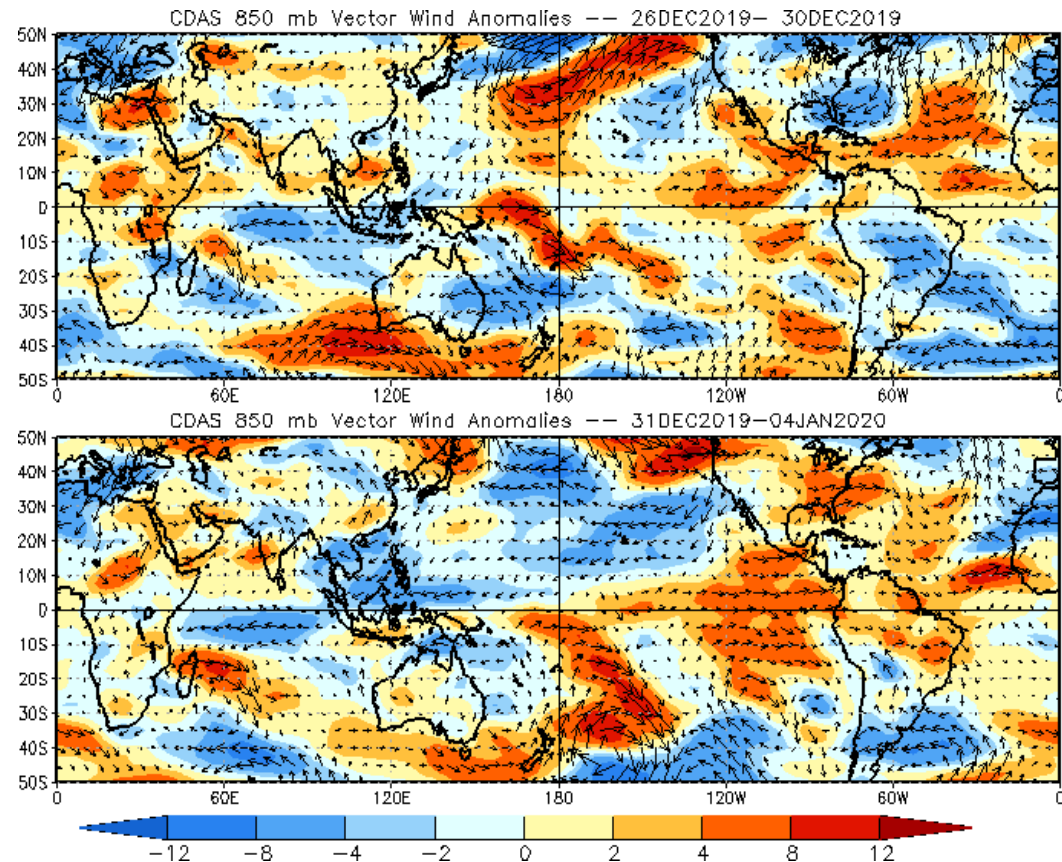 CDAS 850 mb Vector Wind Anomalies -- 26DEC2019- 30DEC2019
50N
40N
30N
20N
10N
0
10S
20S
30S
40S
50S
0 60E 120E 180 120W 60W 0
CDAS 850 mb Vector Wind Anomalies -- 31DEC2019-04JAN2020
50N
40N
30N
20N
10N
0
10S
20S
30S
40S
50S
0 60E 120E 180 120W 60W 0
-12 -8 -4 -2 0 2 4 8 12